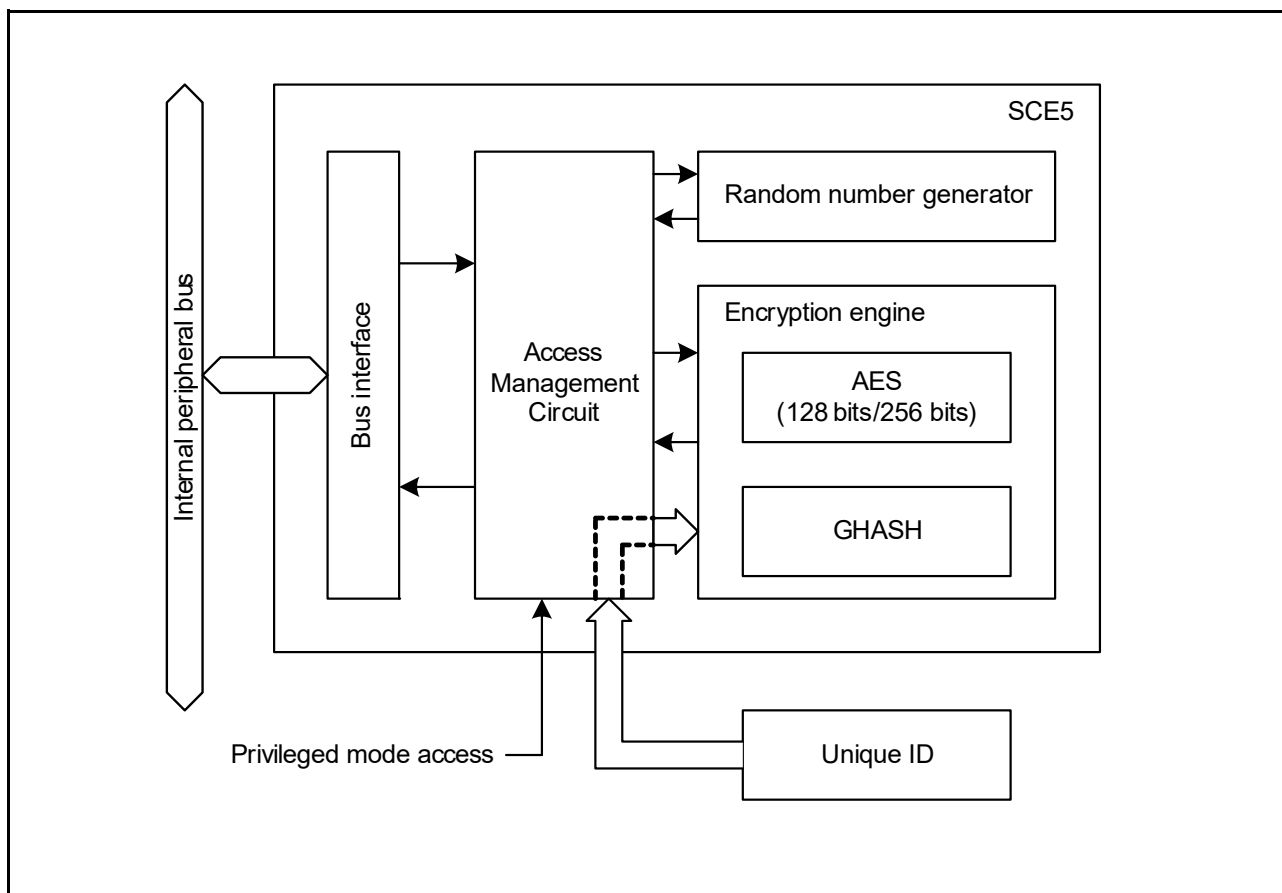 SCE5
Internal peripheral bus
Bus interface
Access
Management
Circuit
Random number generator
Encryption engine
AES
(128 bits/256 bits)
GHASH
Privileged mode access
Unique ID